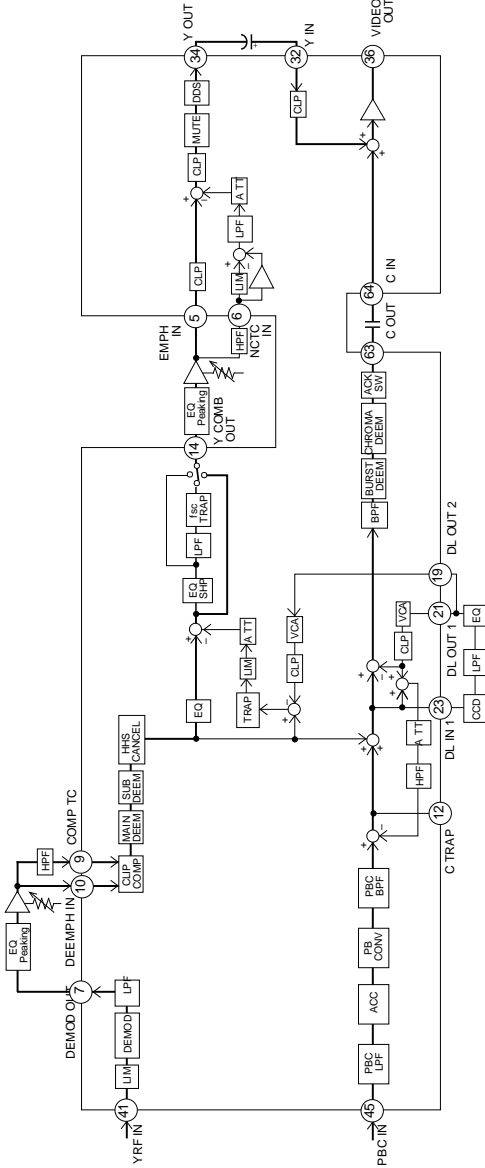 YRF IN
41
LIM
DEMOD
LPF
7
DEMOD OUT
EQ
Peaking
DEEMPH IN
10
HPF
9
COMP TC
CLIP
COMP
MAIN
DEEM
SUB
DEEM
HHS
CANCEL
EQ
+
−
EQ
SHP
LPF
fsc
TRAP
14
Y COMB
OUT
EQ
Peaking
HPF
EMPH
IN
5
6
NCTC
IN
CLP
LIM
+
−
LPF
A TT
+
−
CLP
MUTE
DDS
34
Y OUT
32
Y IN
CLP
TRAP
LIM
A TT
+
−
CLP
VCA
PBC IN
45
PBC
LPF
ACC
PB
CONV
PBC
BPF
+
−
12
C TRAP
HPF
A TT
+
+
23
DL IN 1
+
+
CLP
VCA
+
−
21
DL OUT 1
19
DL OUT 2
CCD
LPF
EQ
BPF
BURST
DEEM
CHROMA
DEEM
ACK
SW
63
C OUT
64
C IN
+
+
36
VIDEO
OUT